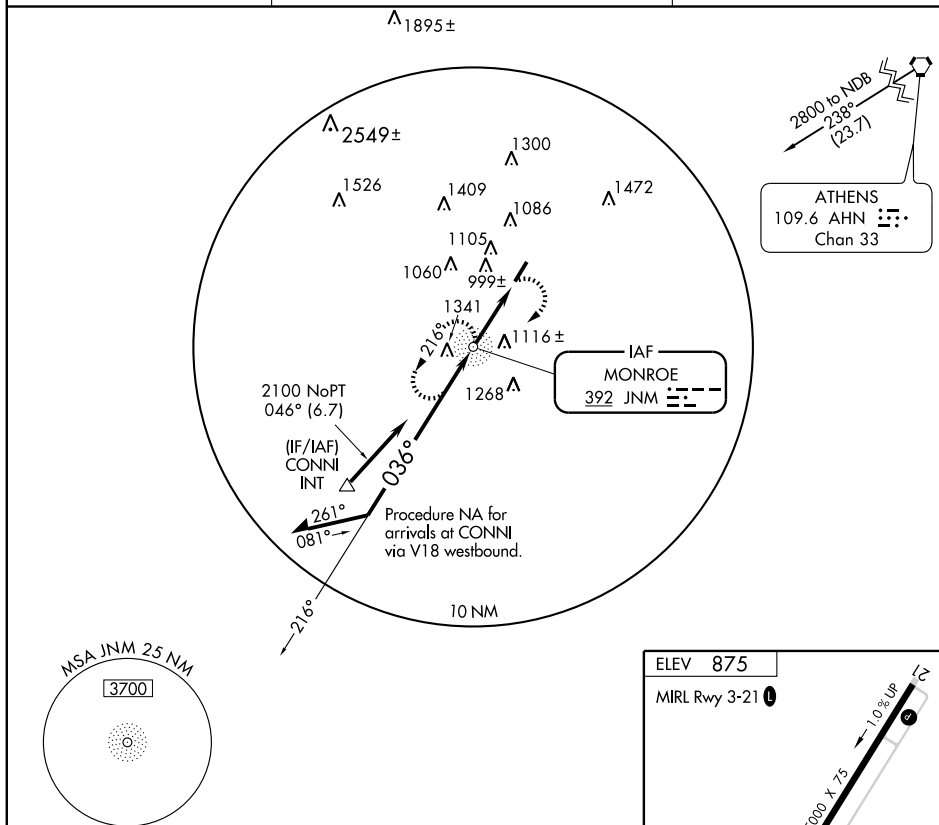 1895±
2549±
1300
1526
1409
1472
1086
1105
1060
999±
1341
216°
1116±
1268
2800 to NDB
238°
(23.7)
ATHENS
109.6 AHN
Chan 33
IAF
MONROE
392 JNM
2100 NoPT
046° (6.7)
(IF/IAF)
CONNI
INT
036°
261°
081°
Procedure NA for
arrivals at CONNI
via V18 westbound.
216°
10 NM
MSA JNM 25 NM
3700
ELEV 875
MIRL Rwy 3-21 L
21
1.0% UP
P
X 75